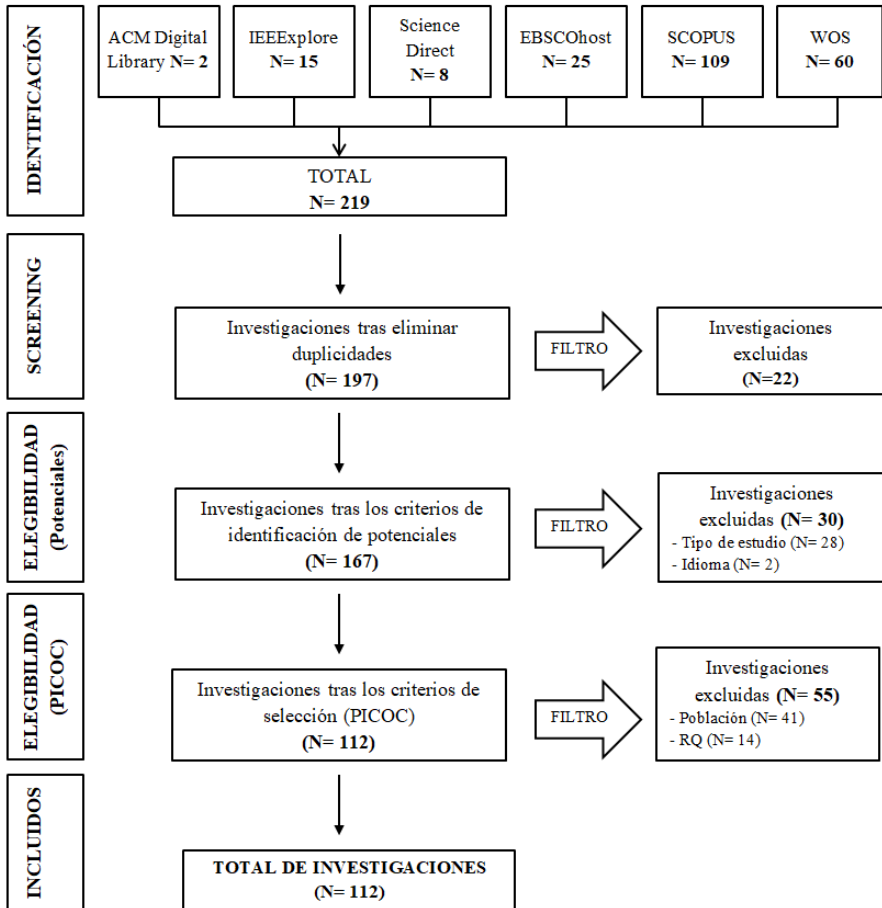 IDENTIFICACIÓN
ACM Digital
Library N= 2
IEEExplore
N= 15
Science
Direct
N= 8
EBSCOhost
N= 25
SCOPUS
N= 109
WOS
N= 60
TOTAL
N= 219
SCREENING
Investigaciones tras eliminar
duplicidades
(N= 197)
FILTRO
Investigaciones
excluidas
(N=22)
ELEGIBILIDAD
(Potenciales)
Investigaciones tras los criterios de
identificación de potenciales
(N= 167)
FILTRO
Investigaciones
excluidas (N= 30)
- Tipo de estudio (N= 28)
- Idioma (N= 2)
ELEGIBILIDAD
(PICOC)
Investigaciones tras los criterios de
selección (PICOC)
(N= 112)
FILTRO
Investigaciones
excluidas (N= 55)
- Población (N= 41)
- RQ (N= 14)
INCLUIDOS
TOTAL DE INVESTIGACIONES
(N= 112)